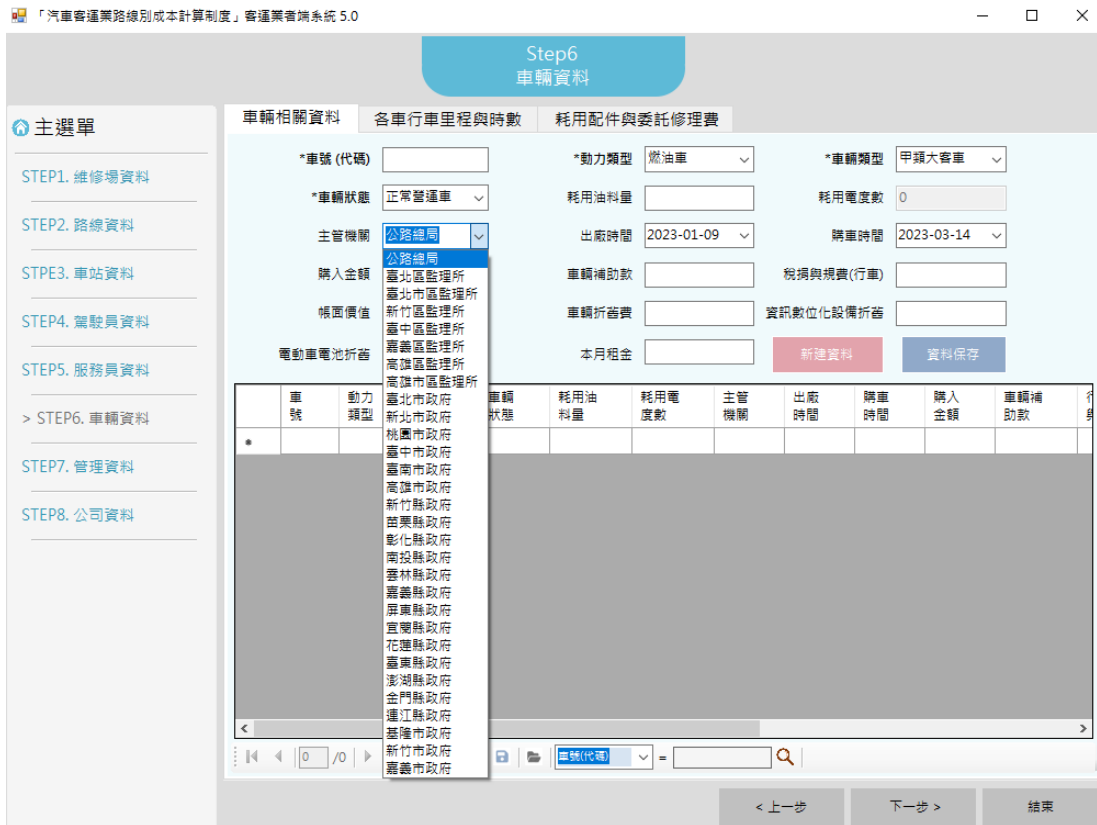 「汽車客運業路線別成本計算制度」客運業者端系統 5.0
Step6
車輛資料
主選單
STEP1. 維修場資料
STEP2. 路線資料
STPE3. 車站資料
STEP4. 駕駛員資料
STEP5. 服務員資料
> STEP6. 車輛資料
STEP7. 管理資料
STEP8. 公司資料
車輛相關資料 各車行車里程與時數 耗用配件與委託修理費
*車號 (代碼) *動力類型 燃油車 *車輛類型 甲類大客車
*車輛狀態 正常營運車 耗用油料量 耗用電度數 0
主管機關 公路總局 出廠時間 2023-01-09 購車時間 2023-03-14
購入金額 車輛補助款 稅捐與規費(行車)
帳面價值 車輛折舊費 資訊數位化設備折舊
電動車電池折舊 本月租金 新建資料 資料保存
公路總局
臺北區監理所
臺北市區監理所
新竹區監理所
臺中區監理所
嘉義區監理所
高雄區監理所
高雄市區監理所
臺北市政府
新北市政府
桃園市政府
臺中市政府
臺南市政府
高雄市政府
新竹縣政府
苗栗縣政府
彰化縣政府
南投縣政府
雲林縣政府
嘉義縣政府
屏東縣政府
宜蘭縣政府
花蓮縣政府
臺東縣政府
澎湖縣政府
金門縣政府
連江縣政府
基隆市政府
新竹市政府
嘉義市政府
車 動力 車輛 耗用油 耗用電 主管 出廠 購車 購入 車輛補
號 類型 狀態 料量 度數 機關 時間 時間 金額 助款
0 /0 車號(代碼) =
< 上一步 下一步 > 結束